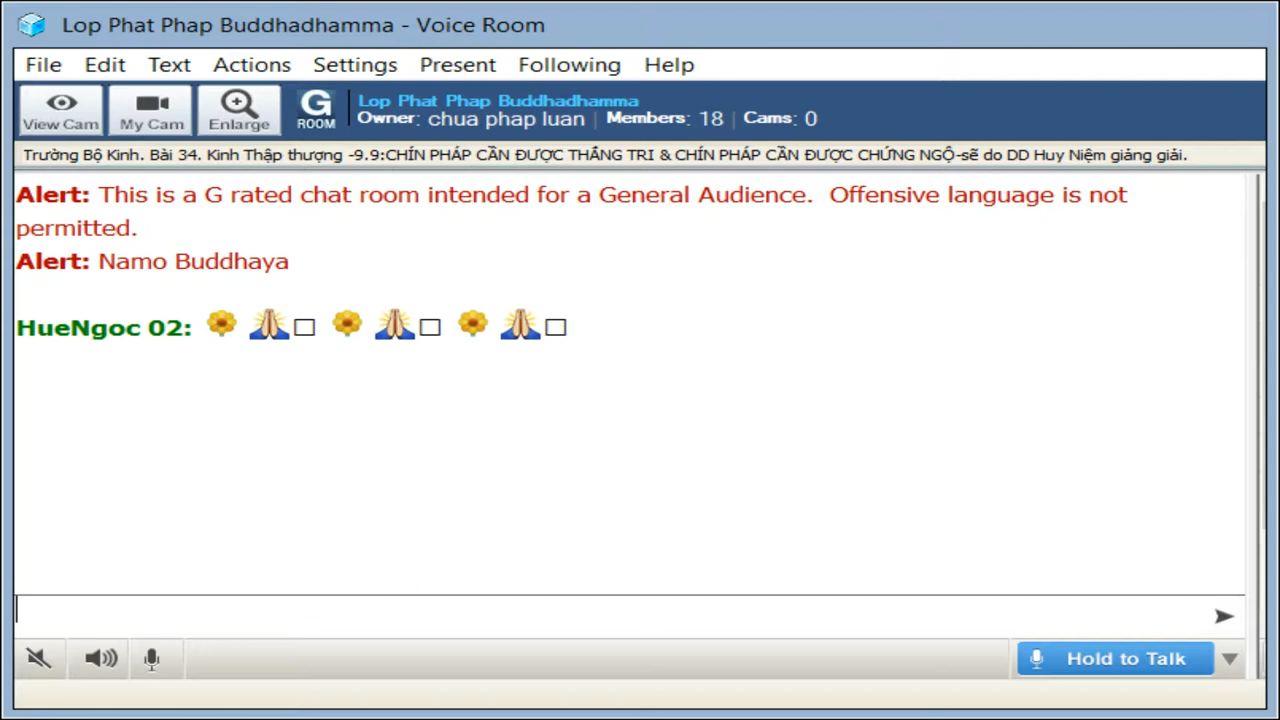 Lop Phat Phap Buddhadhamma - Voice Room
File Edit Text Actions Settings Present Following Help
View Cam My Cam Enlarge G ROOM
Lop Phat Phap Buddhadhamma
Owner: chua phap luan | Members: 18 | Cams: 0
Trường Bộ Kinh. Bài 34. Kinh Thập thượng -9.9:CHÍN PHÁP CẦN ĐƯỢC THẮNG TRI & CHÍN PHÁP CẦN ĐƯỢC CHỨNG NGỘ-sẽ do DD Huy Niệm giảng giải.
Alert: This is a G rated chat room intended for a General Audience. Offensive language is not
permitted.
Alert: Namo Buddhaya
HueNgoc 02: 🌼 🙏□ 🌼 🙏□ 🌼 🙏□
Hold to Talk